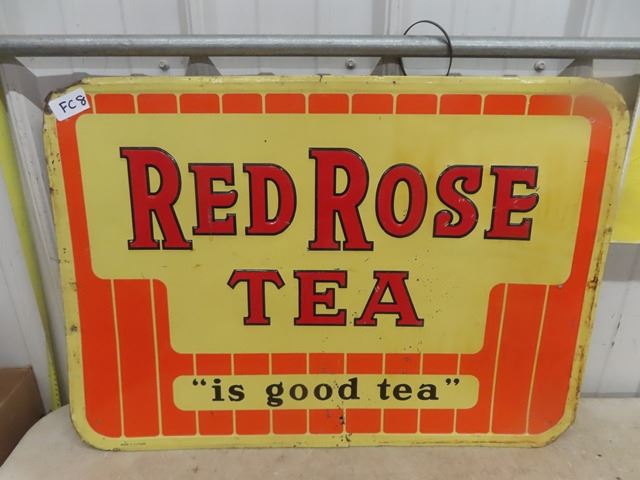 FC8
RED ROSE
TEA
"is good tea"